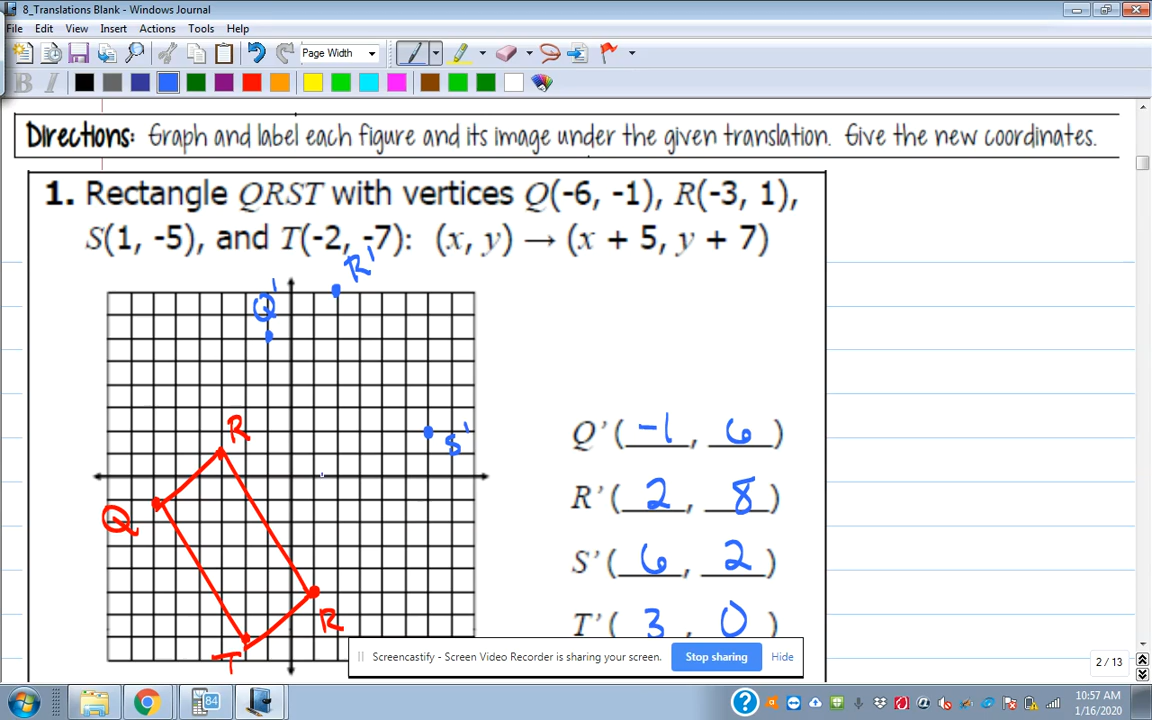 8_Translations Blank - Windows Journal
File Edit View Insert Actions Tools Help
Page Width
B I
Directions: Graph and label each figure and its image under the given translation. Give the new coordinates.
1. Rectangle QRST with vertices Q(-6, -1), R(-3, 1),
S(1, -5), and T(-2, -7): (x, y) → (x + 5, y + 7)
R'
Q'
R
S'
Q
R
T
Q’(-1, 6)
R’(2, 8)
S’(6, 2)
T’(3, 0)
Screencastify - Screen Video Recorder is sharing your screen. Stop sharing Hide
2 / 13
84
10:57 AM
1/16/2020